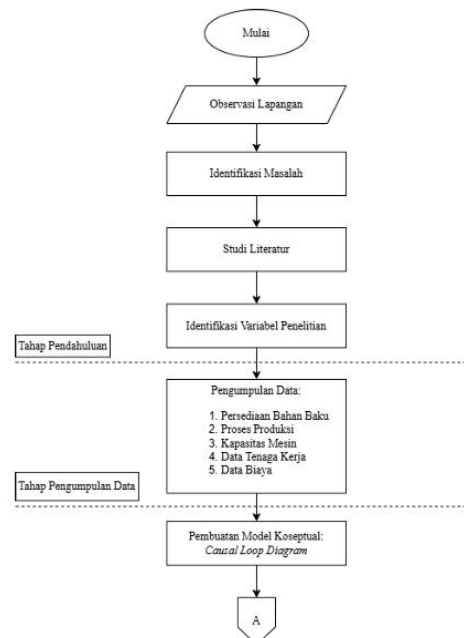 Mulai
Observasi Lapangan
Identifikasi Masalah
Studi Literatur
Identifikasi Variabel Penelitian
Tahap Pendahuluan
Pengumpulan Data:
1. Persediaan Bahan Baku
2. Proses Produksi
3. Kapasitas Mesin
4. Data Tenaga Kerja
5. Data Biaya
Tahap Pengumpulan Data
Pembuatan Model Koseptual:
Causal Loop Diagram
A